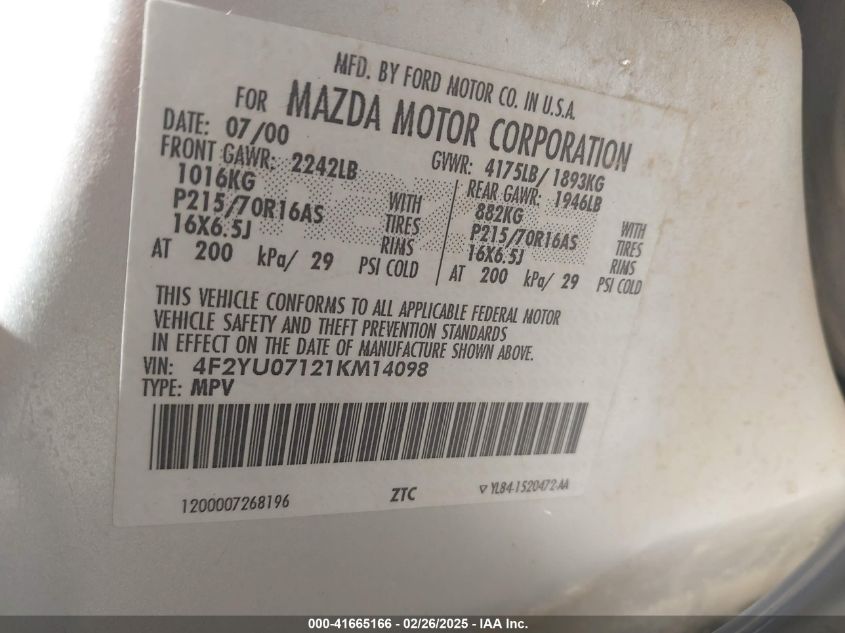 MFD. BY FORD MOTOR CO. IN U.S.A.
FOR MAZDA MOTOR CORPORATION
DATE: 07/00 GVWR: 4175LB/1893KG
FRONT GAWR: 2242LB REAR GAWR: 1946LB
1016KG WITH 882KG WITH
P215/70R16AS TIRES P215/70R16AS TIRES
16X6.5J RIMS 16X6.5J RIMS
AT 200 kPa/ 29 PSI COLD AT 200 kPa/ 29 PSI COLD
THIS VEHICLE CONFORMS TO ALL APPLICABLE FEDERAL MOTOR
VEHICLE SAFETY AND THEFT PREVENTION STANDARDS
IN EFFECT ON THE DATE OF MANUFACTURE SHOWN ABOVE.
VIN: 4F2YU07121KM14098
TYPE: MPV
1200007268196 ZTC ▽ YL84-1520472-AA
000-41665166 - 02/26/2025 - IAA Inc.